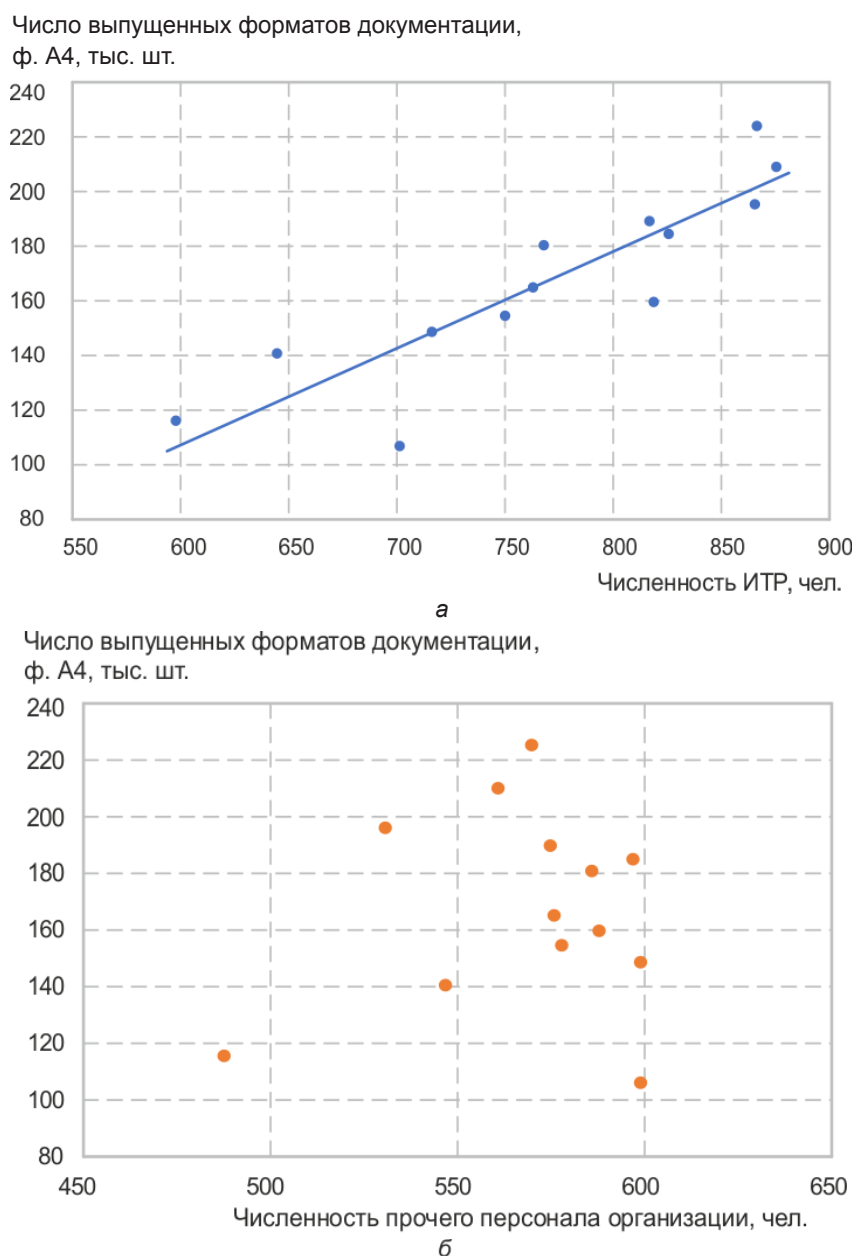 Число выпущенных форматов документации,
ф. А4, тыс. шт.
240
220
200
180
160
140
120
100
80
550 600 650 700 750 800 850 900
Численность ИТР, чел.
а
Число выпущенных форматов документации,
ф. А4, тыс. шт.
240
220
200
180
160
140
120
100
80
450 500 550 600 650
Численность прочего персонала организации, чел.
б